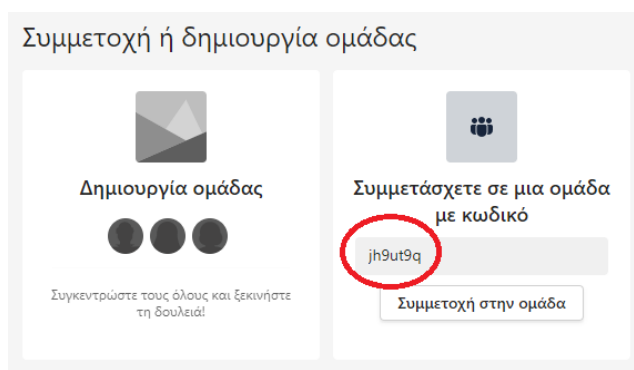 Συμμετοχή ή δημιουργία ομάδας
Δημιουργία ομάδας
Συγκεντρώστε τους όλους και ξεκινήστε
τη δουλειά!
Συμμετάσχετε σε μια ομάδα
με κωδικό
jh9ut9q
Συμμετοχή στην ομάδα